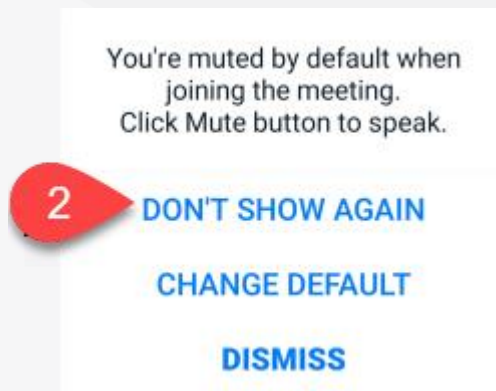 You're muted by default when
joining the meeting.
Click Mute button to speak.
2
DON'T SHOW AGAIN
CHANGE DEFAULT
DISMISS